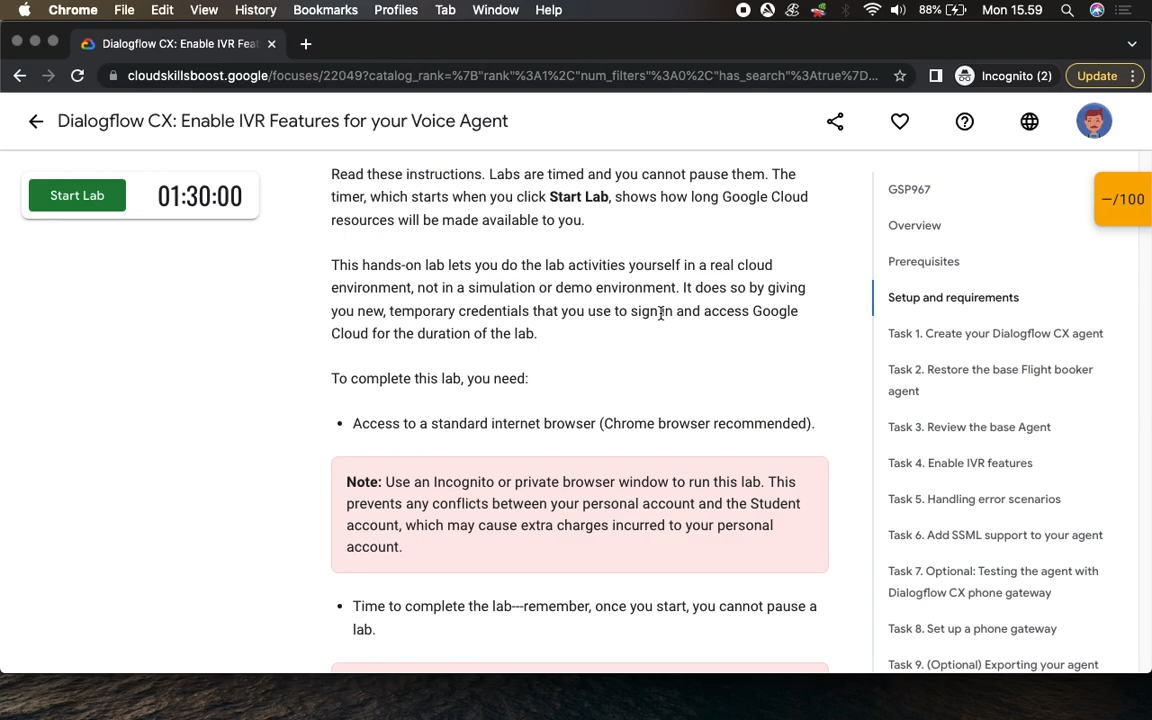 Chrome File Edit View History Bookmarks Profiles Tab Window Help 88% Mon 15.59
Dialogflow CX: Enable IVR Feat
cloudskillsboost.google/focuses/22049?catalog_rank=%7B"rank"%3A1%2C"num_filters"%3A0%2C"has_search"%3Atrue%7D... Incognito (2) Update
Dialogflow CX: Enable IVR Features for your Voice Agent
Start Lab 01:30:00
Read these instructions. Labs are timed and you cannot pause them. The
timer, which starts when you click Start Lab, shows how long Google Cloud
resources will be made available to you.
This hands-on lab lets you do the lab activities yourself in a real cloud
environment, not in a simulation or demo environment. It does so by giving
you new, temporary credentials that you use to sign in and access Google
Cloud for the duration of the lab.
To complete this lab, you need:
• Access to a standard internet browser (Chrome browser recommended).
Note: Use an Incognito or private browser window to run this lab. This
prevents any conflicts between your personal account and the Student
account, which may cause extra charges incurred to your personal
account.
• Time to complete the lab---remember, once you start, you cannot pause a
lab.
GSP967
–/100
Overview
Prerequisites
Setup and requirements
Task 1. Create your Dialogflow CX agent
Task 2. Restore the base Flight booker
agent
Task 3. Review the base Agent
Task 4. Enable IVR features
Task 5. Handling error scenarios
Task 6. Add SSML support to your agent
Task 7. Optional: Testing the agent with
Dialogflow CX phone gateway
Task 8. Set up a phone gateway
Task 9. (Optional) Exporting your agent